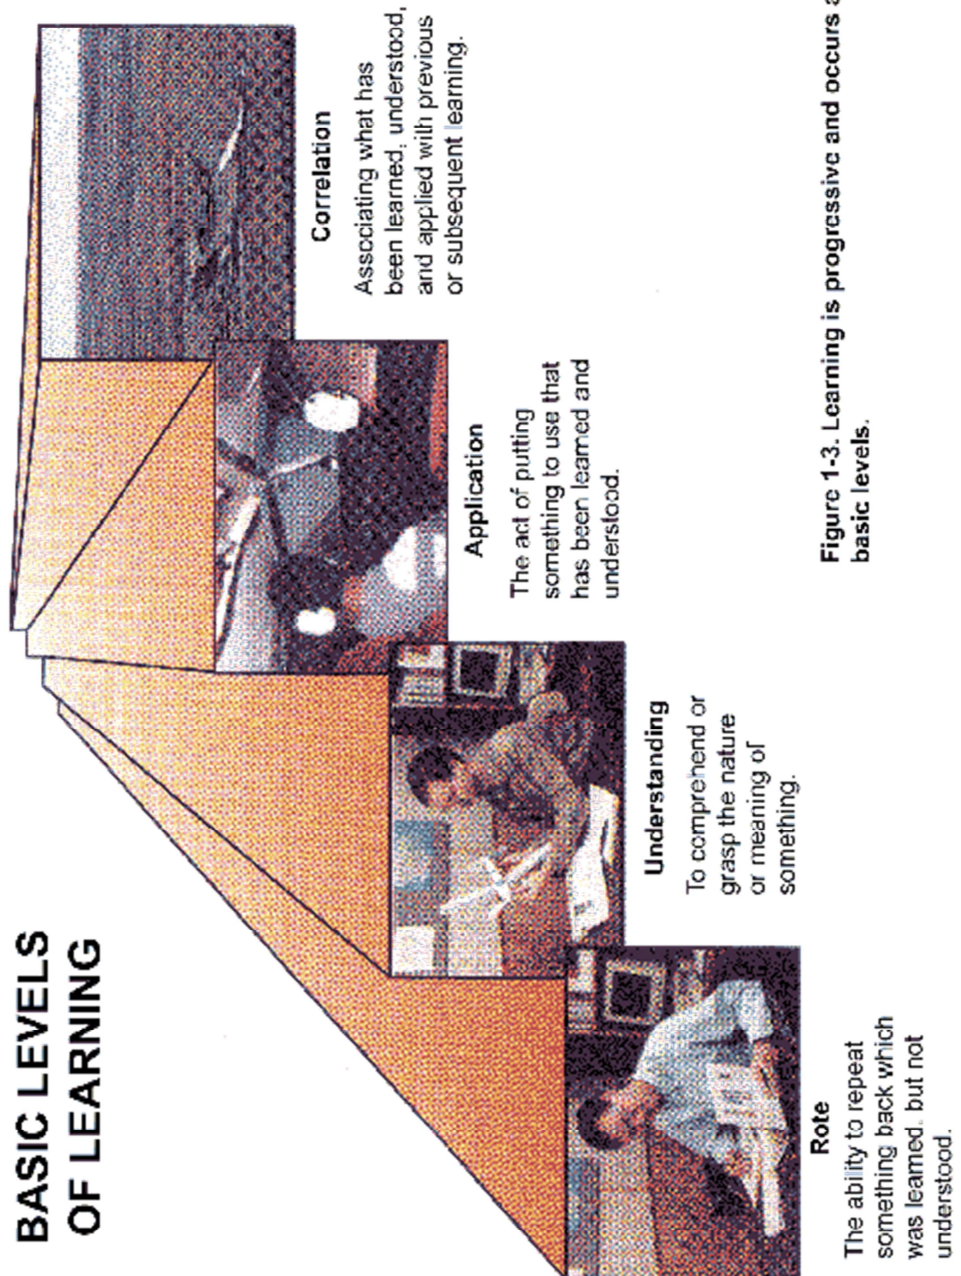 BASIC LEVELS
OF LEARNING
Rote
The ability to repeat
something back which
was learned, but not
understood.
Understanding
To comprehend or
grasp the nature
or meaning of
something.
Application
The act of putting
something to use that
has been learned and
understood.
Correlation
Associating what has
been learned, understood,
and applied with previous
or subsequent learning.
Figure 1-3. Learning is progressive and occurs a
basic levels.